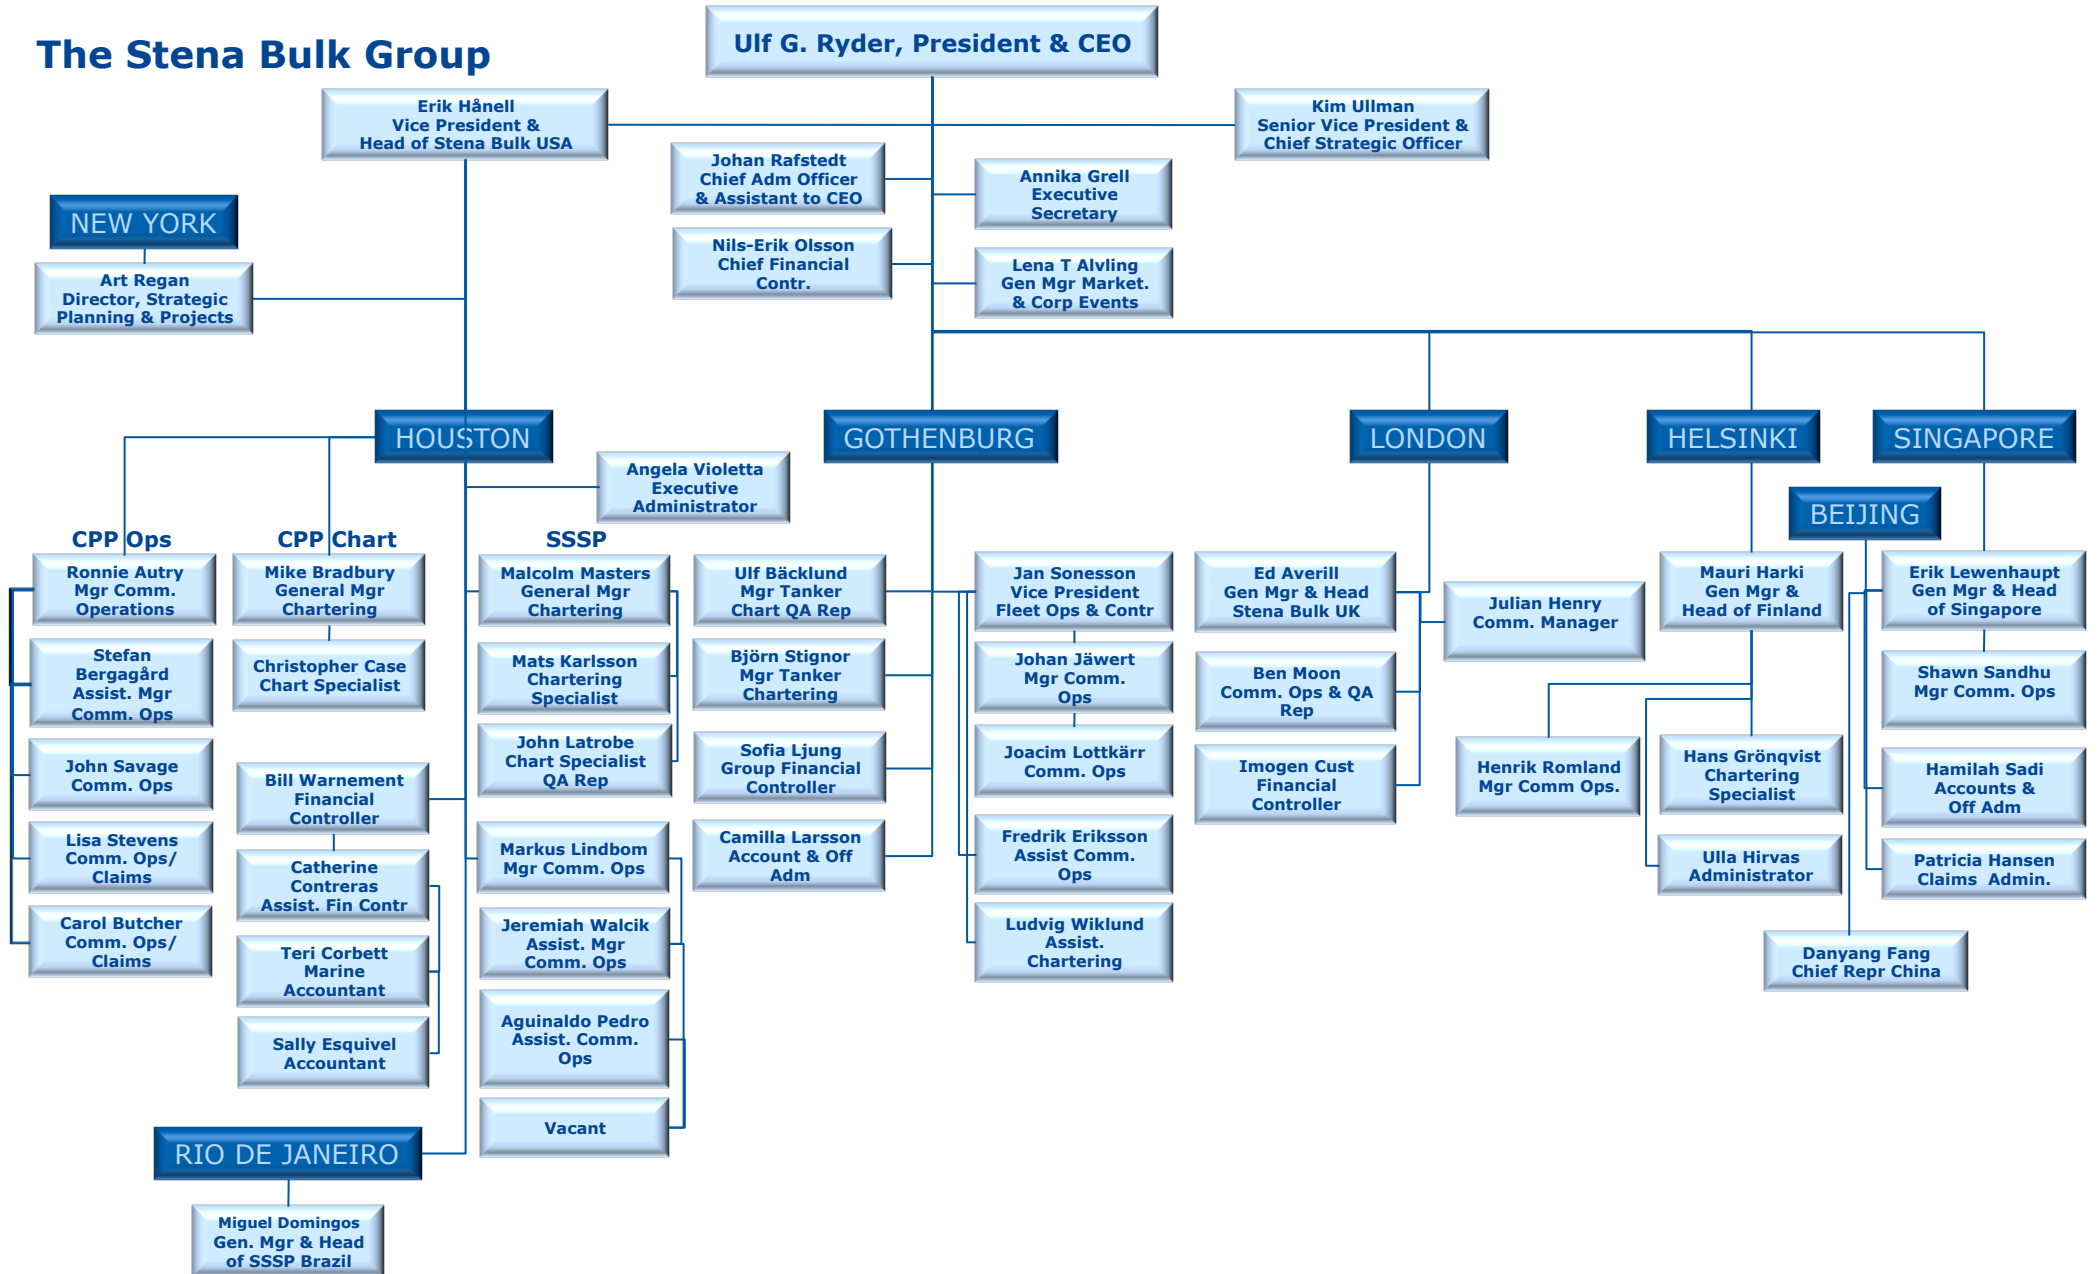 The Stena Bulk Group
Ulf G. Ryder, President & CEO
Erik Hånell
Vice President &
Head of Stena Bulk USA
Kim Ullman
Senior Vice President &
Chief Strategic Officer
Johan Rafstedt
Chief Adm Officer
& Assistant to CEO
Annika Grell
Executive
Secretary
Nils-Erik Olsson
Chief Financial
Contr.
Lena T Alvling
Gen Mgr Market.
& Corp Events
NEW YORK
Art Regan
Director, Strategic
Planning & Projects
HOUSTON
GOTHENBURG
LONDON
HELSINKI
SINGAPORE
Angela Violetta
Executive
Administrator
BEIJING
CPP Ops
Ronnie Autry
Mgr Comm.
Operations
Stefan
Bergagård
Assist. Mgr
Comm. Ops
John Savage
Comm. Ops
Lisa Stevens
Comm. Ops/
Claims
Carol Butcher
Comm. Ops/
Claims
CPP Chart
Mike Bradbury
General Mgr
Chartering
Christopher Case
Chart Specialist
Bill Warnement
Financial
Controller
Catherine
Contreras
Assist. Fin Contr
Teri Corbett
Marine
Accountant
Sally Esquivel
Accountant
SSSP
Malcolm Masters
General Mgr
Chartering
Mats Karlsson
Chartering
Specialist
John Latrobe
Chart Specialist
QA Rep
Markus Lindbom
Mgr Comm. Ops
Jeremiah Walcik
Assist. Mgr
Comm. Ops
Aguinaldo Pedro
Assist. Comm.
Ops
Vacant
RIO DE JANEIRO
Miguel Domingos
Gen. Mgr & Head
of SSSP Brazil
Ulf Bäcklund
Mgr Tanker
Chart QA Rep
Björn Stignor
Mgr Tanker
Chartering
Sofia Ljung
Group Financial
Controller
Camilla Larsson
Account & Off
Adm
Jan Sonesson
Vice President
Fleet Ops & Contr
Johan Jäwert
Mgr Comm.
Ops
Joacim Lottkärr
Comm. Ops
Fredrik Eriksson
Assist Comm.
Ops
Ludvig Wiklund
Assist.
Chartering
Ed Averill
Gen Mgr & Head
Stena Bulk UK
Julian Henry
Comm. Manager
Ben Moon
Comm. Ops & QA
Rep
Imogen Cust
Financial
Controller
Mauri Harki
Gen Mgr &
Head of Finland
Henrik Romland
Mgr Comm Ops.
Hans Grönqvist
Chartering
Specialist
Ulla Hirvas
Administrator
Erik Lewenhaupt
Gen Mgr & Head
of Singapore
Shawn Sandhu
Mgr Comm Ops
Hamilah Sadi
Accounts &
Off Adm
Patricia Hansen
Claims Admin.
Danyang Fang
Chief Repr China